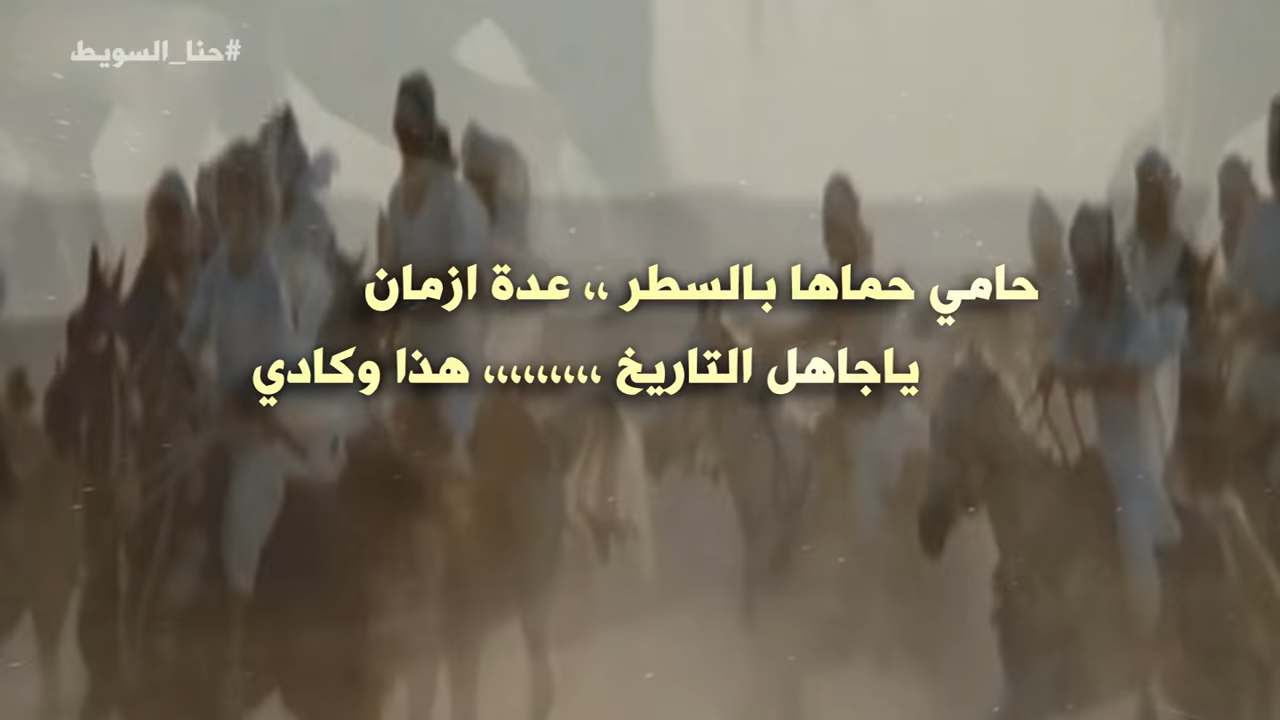 #حنا_السويط
حامي حماها بالسطر ،، عدة ازمان
ياجاهل التاريخ ،،،،،،،،، هذا وكادي